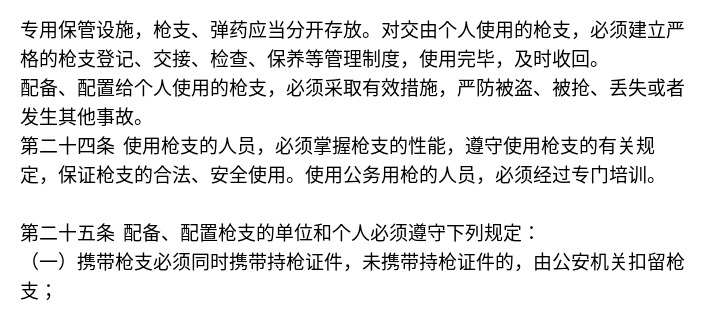 专用保管设施，枪支、弹药应当分开存放。对交由个人使用的枪支，必须建立严
格的枪支登记、交接、检查、保养等管理制度，使用完毕，及时收回。
配备、配置给个人使用的枪支，必须采取有效措施，严防被盗、被抢、丢失或者
发生其他事故。
第二十四条 使用枪支的人员，必须掌握枪支的性能，遵守使用枪支的有关规
定，保证枪支的合法、安全使用。使用公务用枪的人员，必须经过专门培训。
第二十五条 配备、配置枪支的单位和个人必须遵守下列规定：
（一）携带枪支必须同时携带持枪证件，未携带持枪证件的，由公安机关扣留枪
支；